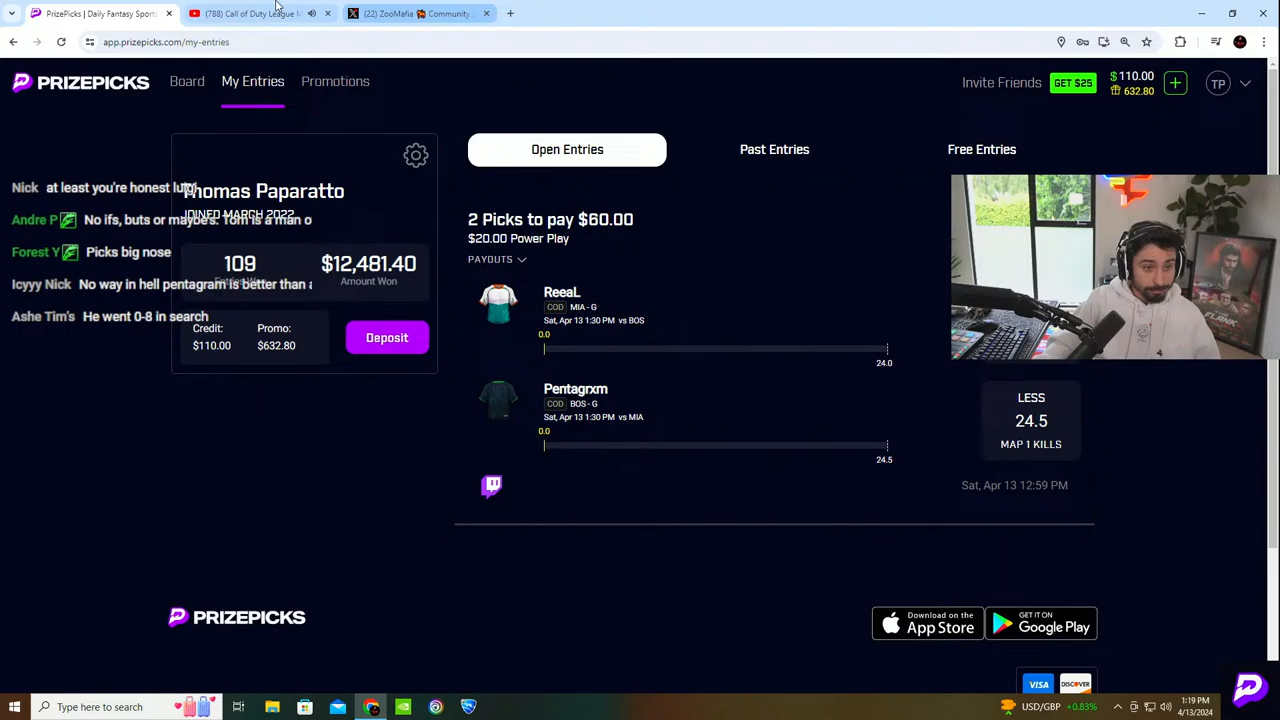 PrizePicks | Daily Fantasy Sports
(788) Call of Duty League M
(22) ZooMafia 
Community
app.prizepicks.com/my-entries
PRIZEPICKS
Board
My Entries
Promotions
Invite Friends
GET $25
$110.00
632.80
TP
Thomas Paparatto
JOINED MARCH 2022
109
Entries Won
$12,481.40
Amount Won
Credit:
$110.00
Promo:
$632.80
Deposit
Nick at least you're honest lutg!
Andre P No ifs, buts or maybe's. Tom is a man o
Forest Y Picks big nose
Icyyy Nick No way in hell pentagram is better than a
Ashe Tim's He went 0-8 in search
Open Entries
Past Entries
Free Entries
2 Picks to pay $60.00
$20.00 Power Play
PAYOUTS
ReeaL
COD MIA - G
Sat, Apr 13 1:30 PM vs BOS
0.0
24.0
Pentagrxm
COD BOS - G
Sat, Apr 13 1:30 PM vs MIA
0.0
24.5
LESS
24.5
MAP 1 KILLS
Sat, Apr 13 12:59 PM
PRIZEPICKS
Download on the
App Store
GET IT ON
Google Play
VISA
DISCOVER
Type here to search
USD/GBP +0.83%
1:19 PM
4/13/2024